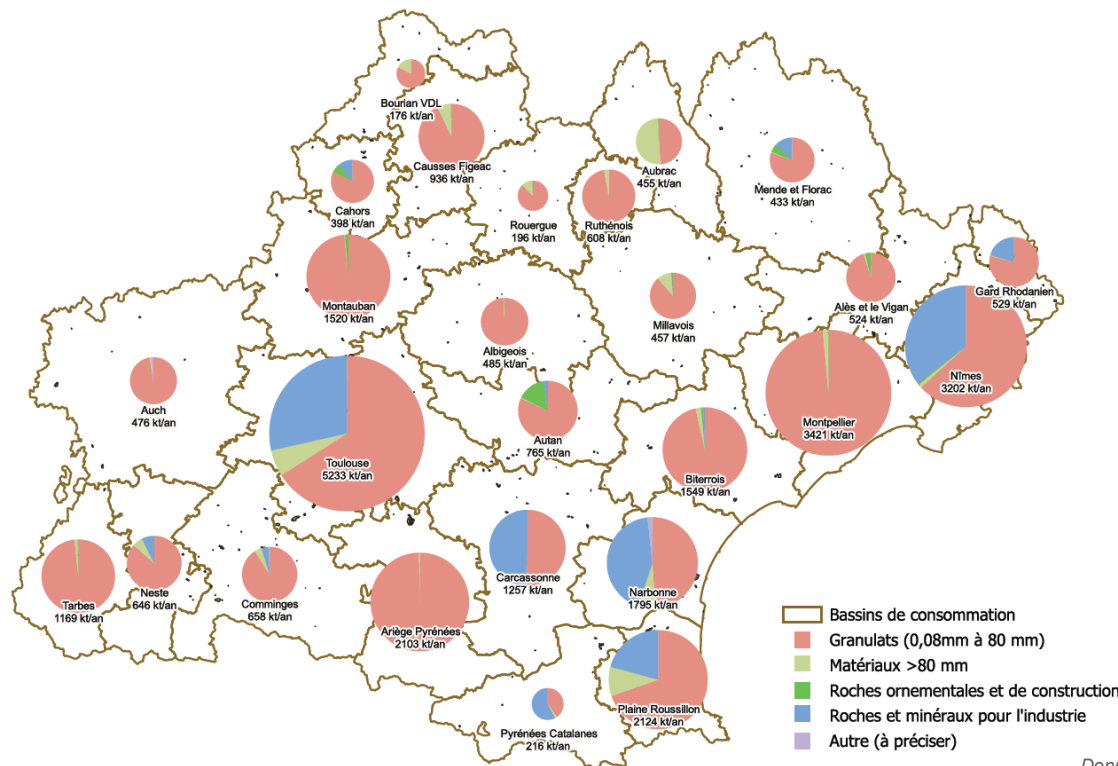 Bourian VDL
176 kt/an
Causses Figeac
936 kt/an
Aubrac
455 kt/an
Mende et Florac
433 kt/an
Cahors
398 kt/an
Rouergue
196 kt/an
Ruthénois
608 kt/an
Gard Rhodanien
529 kt/an
Montauban
1520 kt/an
Albigeois
485 kt/an
Millavois
457 kt/an
Alès et le Vigan
524 kt/an
Nîmes
3202 kt/an
Auch
476 kt/an
Toulouse
5233 kt/an
Autan
765 kt/an
Montpellier
3421 kt/an
Biterrois
1549 kt/an
Tarbes
1169 kt/an
Neste
646 kt/an
Comminges
658 kt/an
Ariège Pyrénées
2103 kt/an
Carcassonne
1257 kt/an
Narbonne
1795 kt/an
Plaine Roussillon
2124 kt/an
Pyrénées Catalanes
216 kt/an
Bassins de consommation
Granulats (0,08mm à 80 mm)
Matériaux >80 mm
Roches ornementales et de construction
Roches et minéraux pour l'industrie
Autre (à préciser)